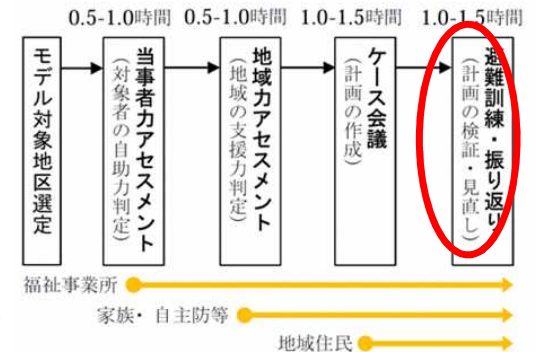 0.5-1.0時間 0.5-1.0時間 1.0-1.5時間 1.0-1.5時間
モデル対象地区選定
当事者力アセスメント
(対象者の自助力判定)
地域力アセスメント
(地域の支援力判定)
ケース会議
(計画の作成)
避難訓練・振り返り
(計画の検証・見直し)
福祉事業所
家族・自主防等
地域住民